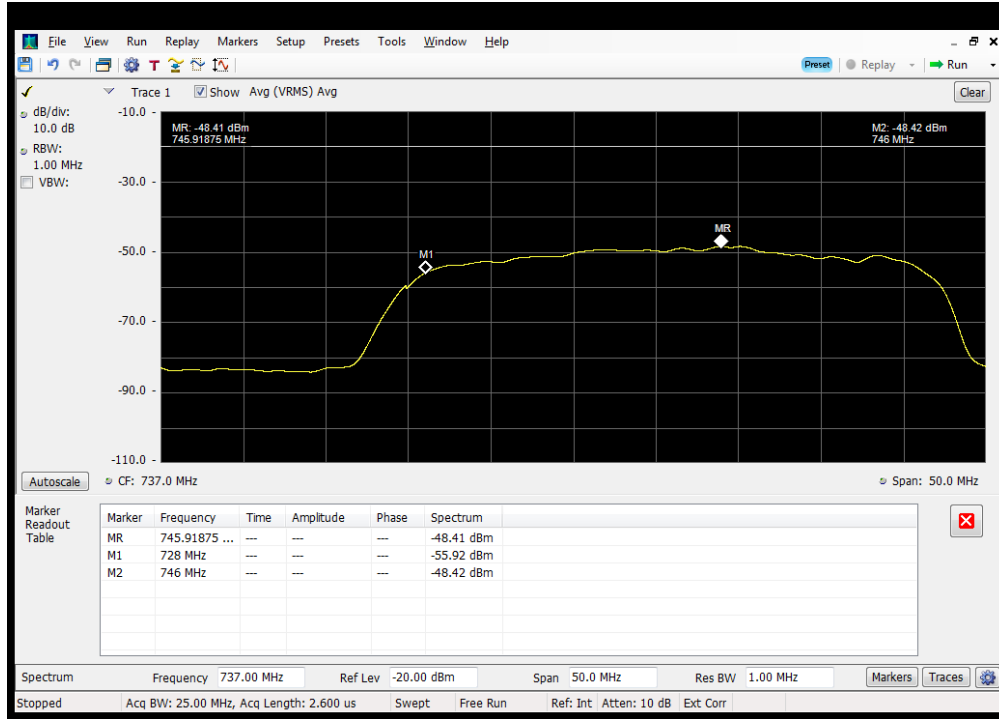 File View Run Replay Markers Setup Presets Tools Window Help
Preset Replay Run
Trace 1 Show Avg (VRMS) Avg Clear
dB/div:
10.0 dB
RBW:
1.00 MHz
VBW:
-10.0 -
-30.0 -
-50.0 -
-70.0 -
-90.0 -
-110.0 -
MR: -48.41 dBm
745.91875 MHz
M2: -48.42 dBm
746 MHz
M1
MR
Autoscale CF: 737.0 MHz Span: 50.0 MHz
Marker
Readout
Table
Marker Frequency Time Amplitude Phase Spectrum
MR 745.91875 ... --- --- --- -48.41 dBm
M1 728 MHz --- --- --- -55.92 dBm
M2 746 MHz --- --- --- -48.42 dBm
Spectrum Frequency 737.00 MHz Ref Lev -20.00 dBm Span 50.0 MHz Res BW 1.00 MHz Markers Traces
Stopped Acq BW: 25.00 MHz, Acq Length: 2.600 us Swept Free Run Ref: Int Atten: 10 dB Ext Corr